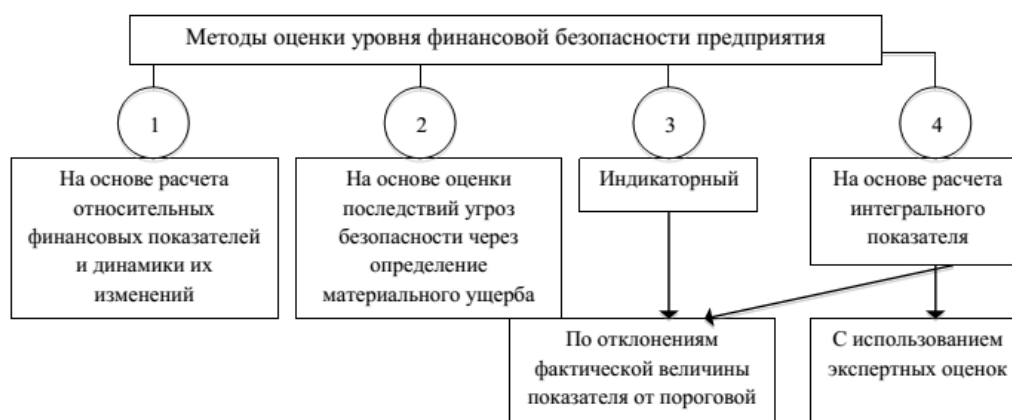 Методы оценки уровня финансовой безопасности предприятия
1
2
3
4
На основе расчета
относительных
финансовых показателей
и динамики их
изменений
На основе оценки
последствий угроз
безопасности через
определение
материального ущерба
Индикаторный
На основе расчета
интегрального
показателя
По отклонениям
фактической величины
показателя от пороговой
С использованием
экспертных оценок